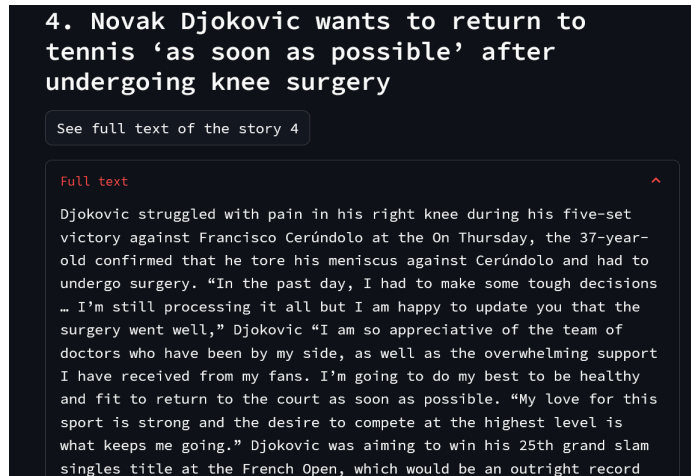 4. Novak Djokovic wants to return to
tennis ‘as soon as possible’ after
undergoing knee surgery
See full text of the story 4
Full text
Djokovic struggled with pain in his right knee during his five-set
victory against Francisco Cerúndolo at the On Thursday, the 37-year-
old confirmed that he tore his meniscus against Cerúndolo and had to
undergo surgery. “In the past day, I had to make some tough decisions
… I’m still processing it all but I am happy to update you that the
surgery went well,” Djokovic “I am so appreciative of the team of
doctors who have been by my side, as well as the overwhelming support
I have received from my fans. I’m going to do my best to be healthy
and fit to return to the court as soon as possible. “My love for this
sport is strong and the desire to compete at the highest level is
what keeps me going.” Djokovic was aiming to win his 25th grand slam
singles title at the French Open, which would be an outright record